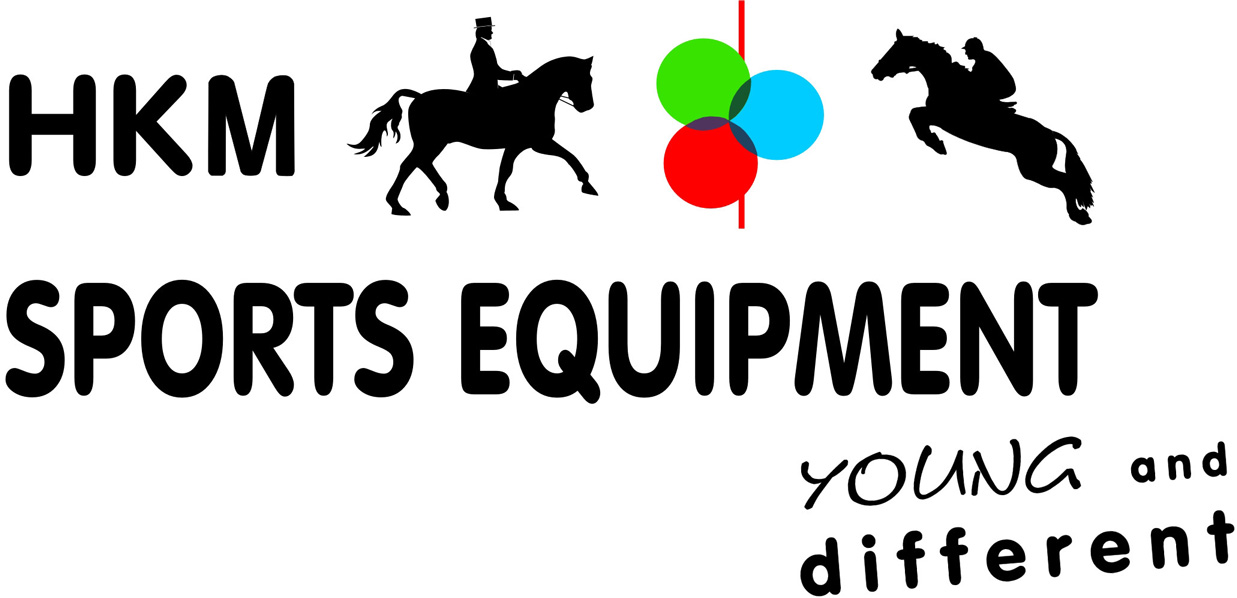 HKM
SPORTS EQUIPMENT
YOUNG and
different